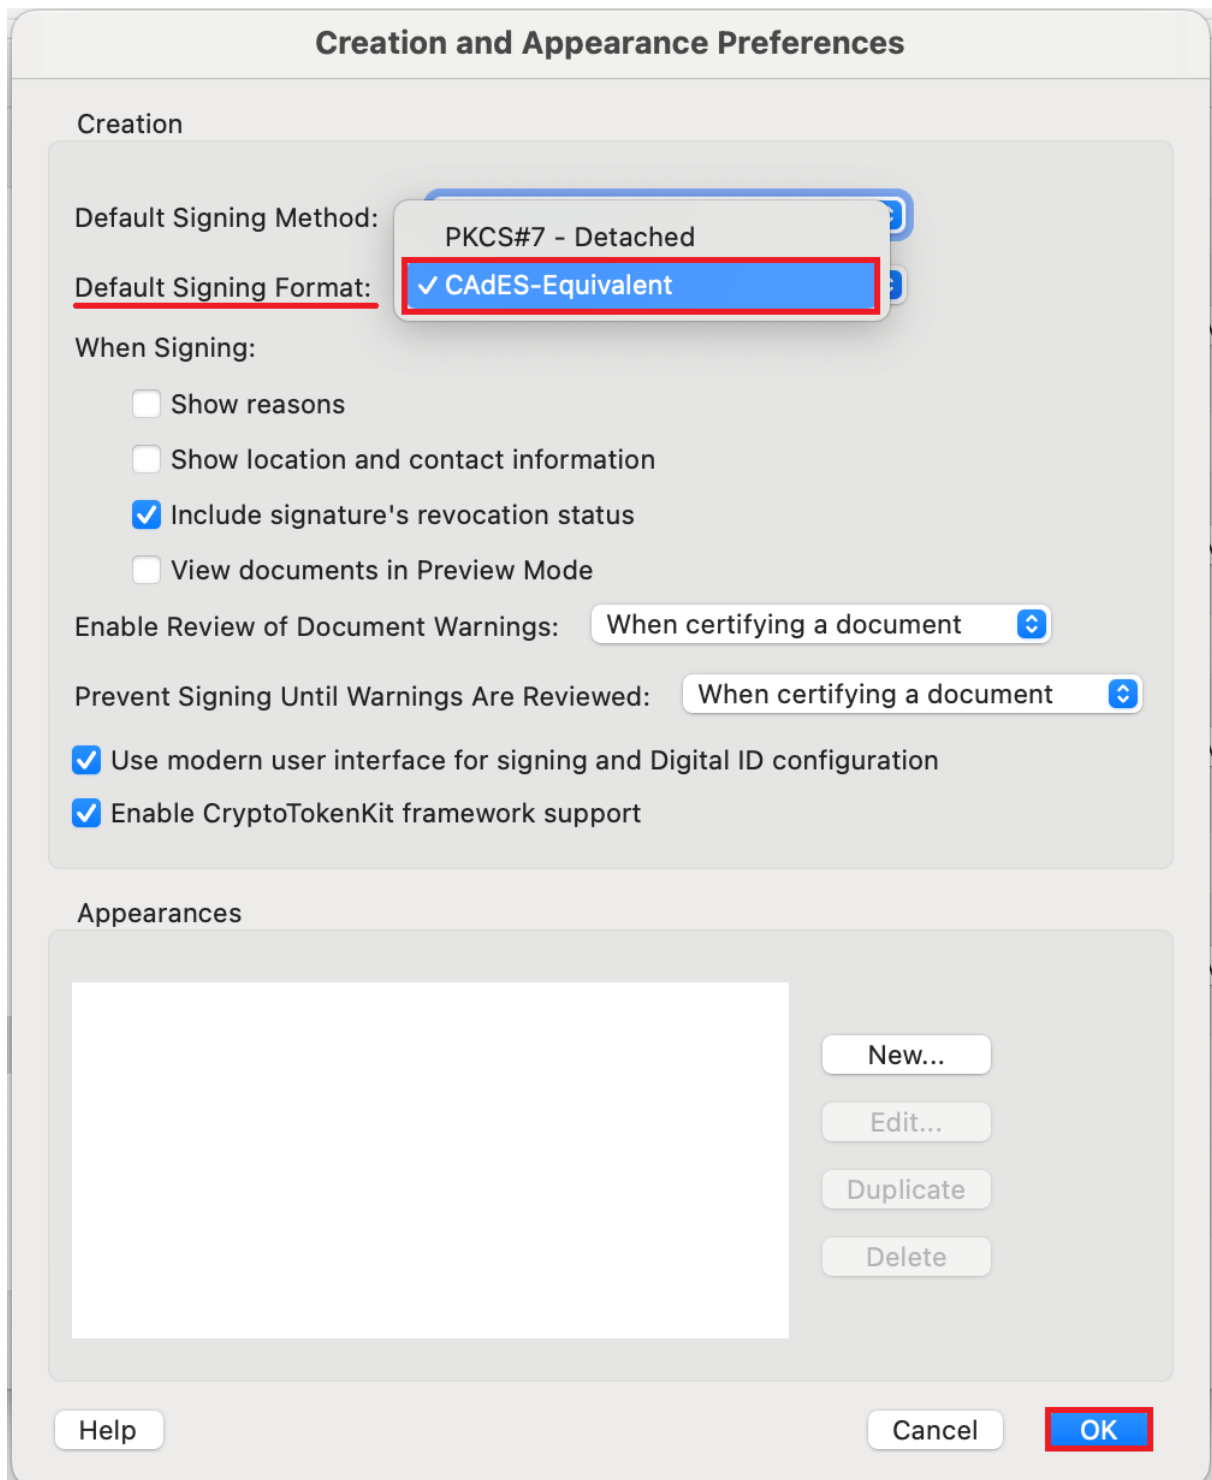 Creation and Appearance Preferences
Creation
Default Signing Method:
PKCS#7 - Detached
Default Signing Format:
CAdES-Equivalent
When Signing:
Show reasons
Show location and contact information
Include signature's revocation status
View documents in Preview Mode
Enable Review of Document Warnings: When certifying a document
Prevent Signing Until Warnings Are Reviewed: When certifying a document
Use modern user interface for signing and Digital ID configuration
Enable CryptoTokenKit framework support
Appearances
New...
Edit...
Duplicate
Delete
Help Cancel OK